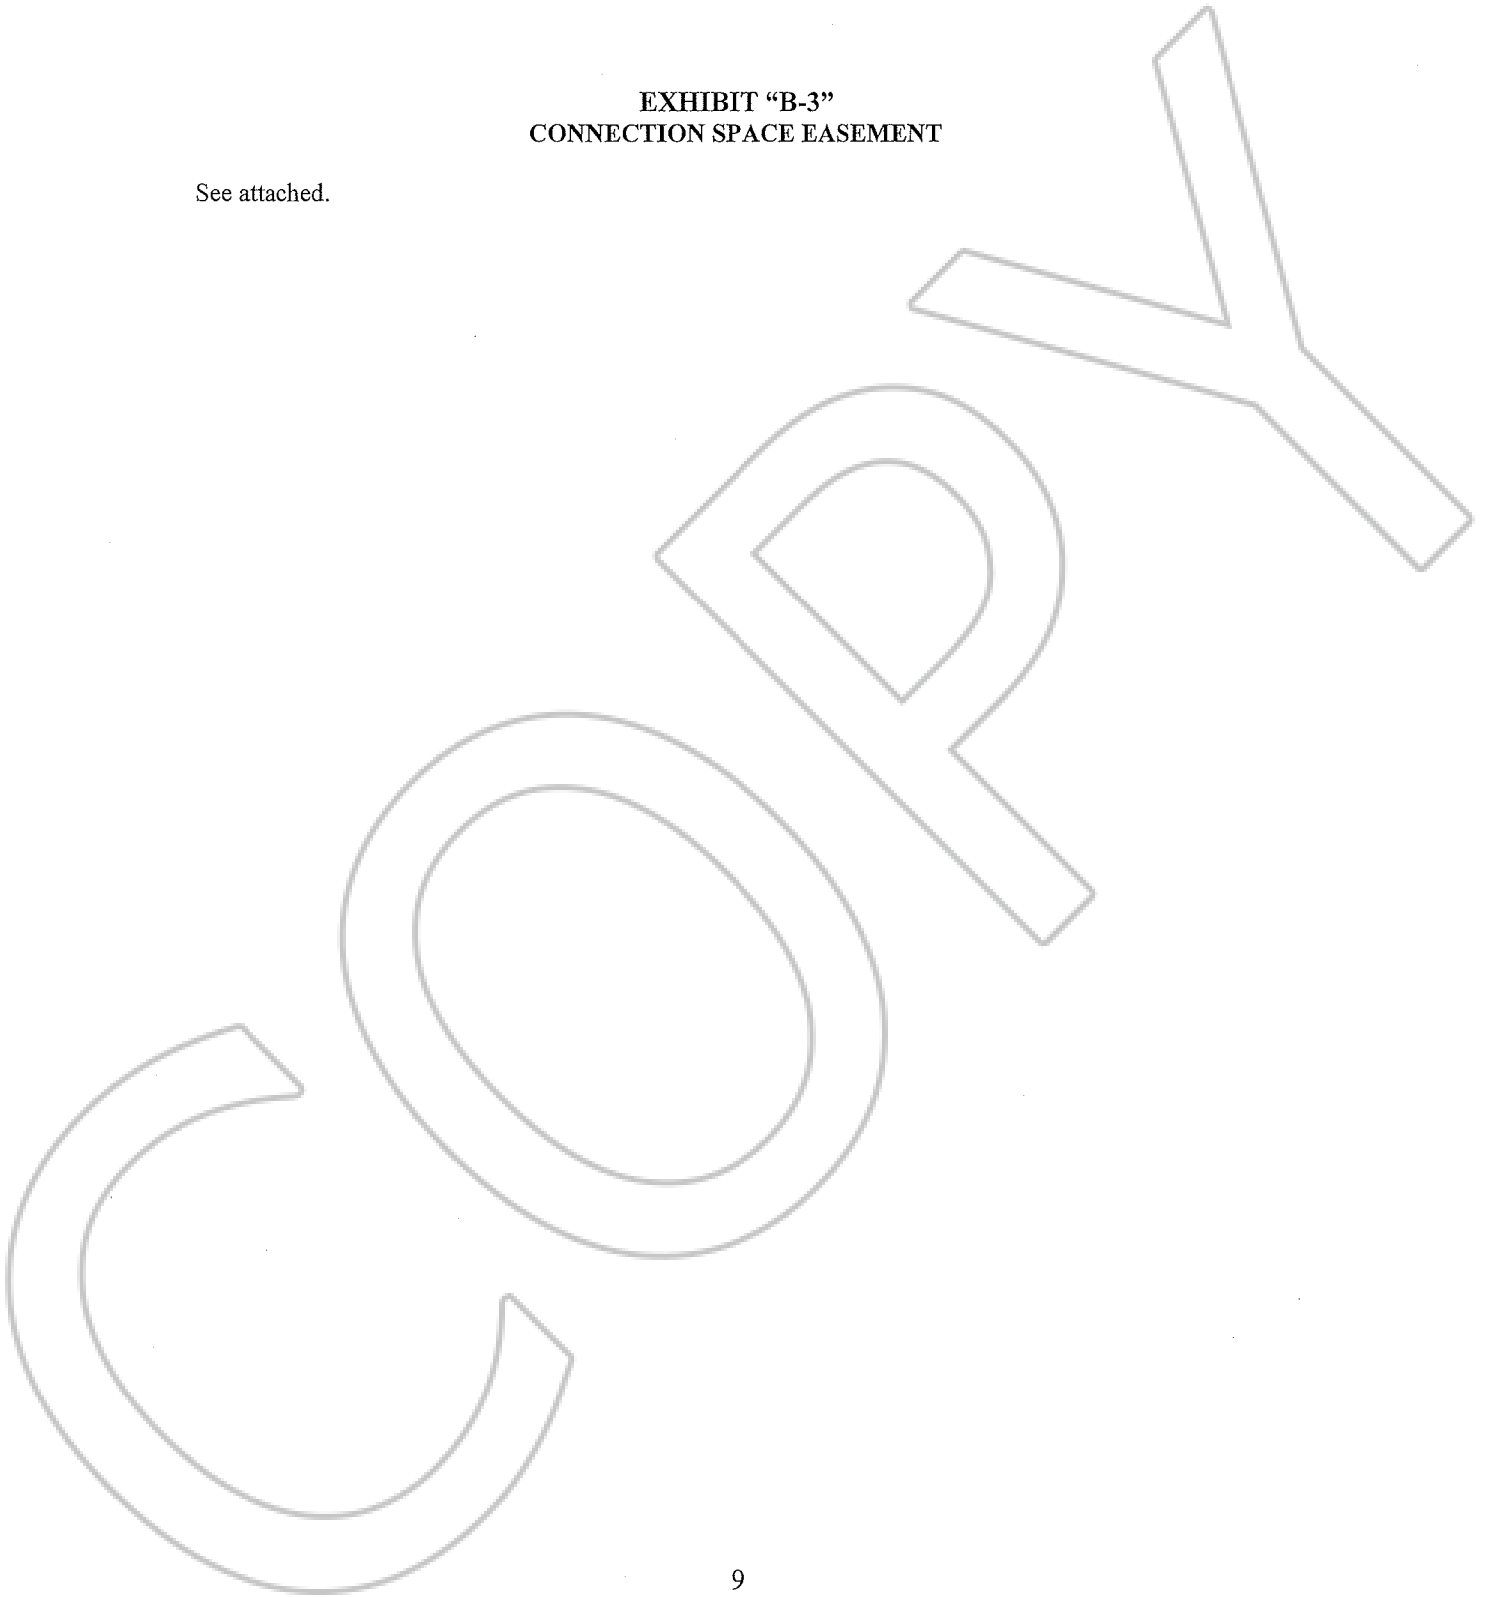 EXHIBIT “B-3”
CONNECTION SPACE EASEMENT
See attached.
COPY
9